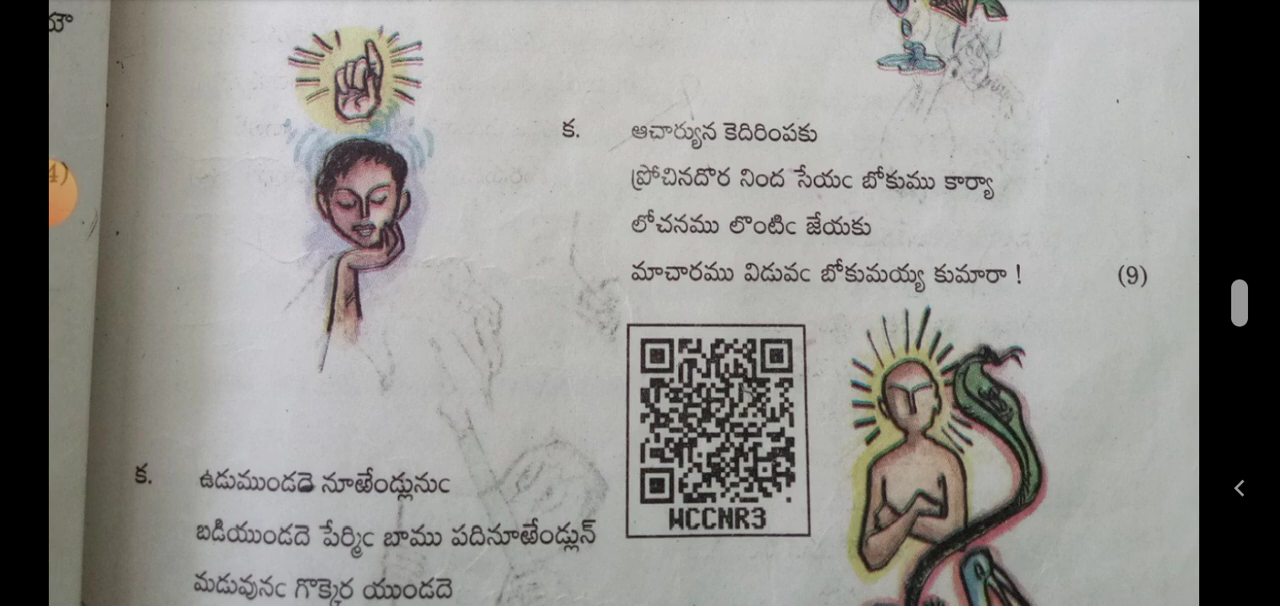 క. ఆచార్యున కెదిరింపకు
బ్రోచినదొర నింద సేయఁ బోకుము కార్యా
లోచనము లొంటిఁ జేయకు
మాచారము విడువఁ బోకుమయ్య కుమారా ! (9)
WCCNR3
క. ఉడుముండదె నూఱేండ్లునుఁ
బడియుండదె పేర్మిఁ బాము పదినూఱేండ్లున్
మడువునఁ గొక్కెర యుండదె